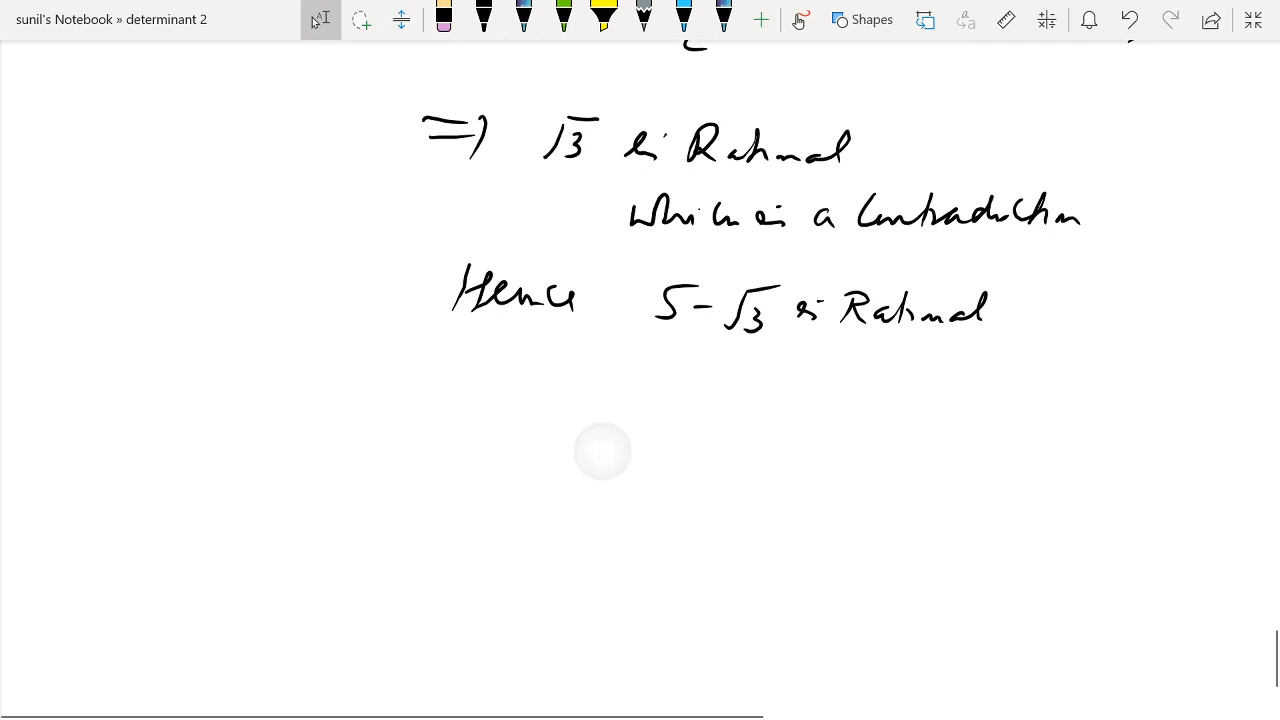 sunil's Notebook » determinant 2
Shapes
⇒ √3 is Rational
which is a Contradiction
Hence 5 - √3 is Rational